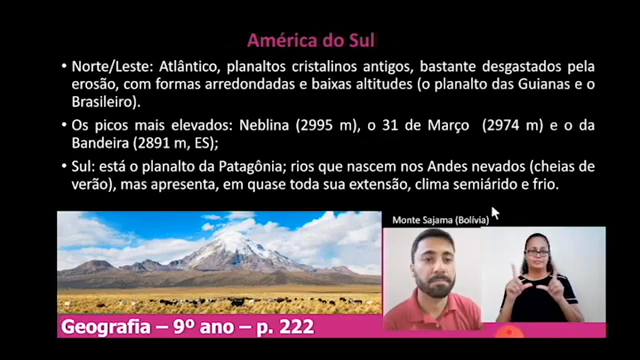 América do Sul
• Norte/Leste: Atlântico, planaltos cristalinos antigos, bastante desgastados pela
erosão, com formas arredondadas e baixas altitudes (o planalto das Guianas e o
Brasileiro).
• Os picos mais elevados: Neblina (2995 m), o 31 de Março (2974 m) e o da
Bandeira (2891 m, ES);
• Sul: está o planalto da Patagônia; rios que nascem nos Andes nevados (cheias de
verão), mas apresenta, em quase toda sua extensão, clima semiárido e frio.
Monte Sajama (Bolívia)
Geografia – 9º ano – p. 222